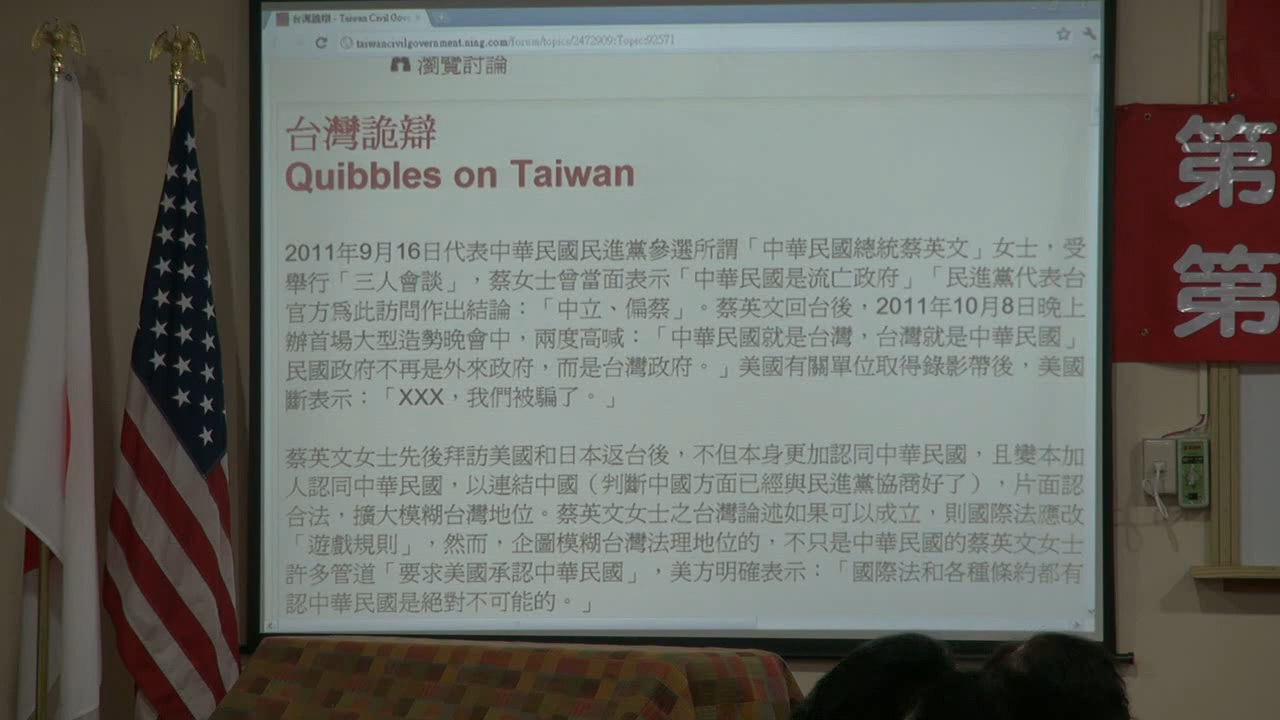 台灣詭辯 - Taiwan Civil Gove
taiwancivilgovernment.ning.com/forum/topics/2472909:Topic:92571
瀏覽討論
台灣詭辯
Quibbles on Taiwan
2011年9月16日代表中華民國民進黨參選所謂「中華民國總統蔡英文」女士，受
舉行「三人會談」，蔡女士曾當面表示「中華民國是流亡政府」「民進黨代表台
官方為此訪問作出結論：「中立、偏蔡」。蔡英文回台後，2011年10月8日晚上
辦首場大型造勢晚會中，兩度高喊：「中華民國就是台灣，台灣就是中華民國」
民國政府不再是外來政府，而是台灣政府。」美國有關單位取得錄影帶後，美國
斷表示：「XXX，我們被騙了。」
蔡英文女士先後拜訪美國和日本返台後，不但本身更加認同中華民國，且變本加
人認同中華民國，以連結中國（判斷中國方面已經與民進黨協商好了），片面認
合法，擴大模糊台灣地位。蔡英文女士之台灣論述如果可以成立，則國際法應改
「遊戲規則」，然而，企圖模糊台灣法理地位的，不只是中華民國的蔡英文女士
許多管道「要求美國承認中華民國」，美方明確表示：「國際法和各種條約都有
認中華民國是絕對不可能的。」
第
第